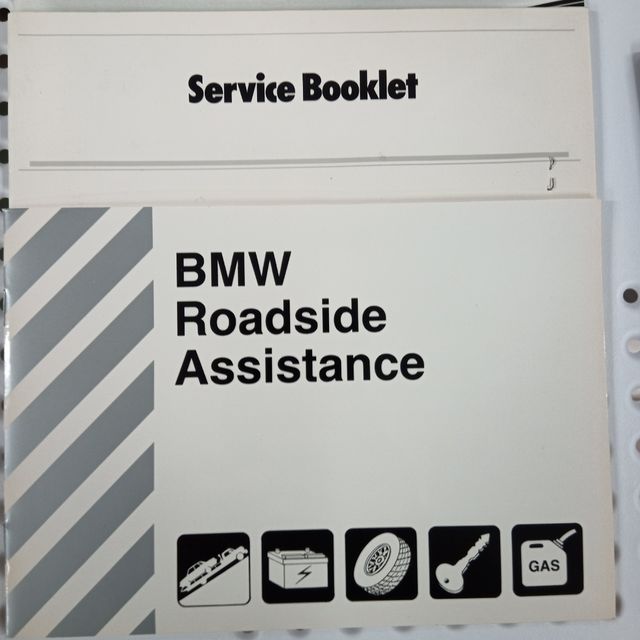 Service Booklet
BMW
Roadside
Assistance
GAS